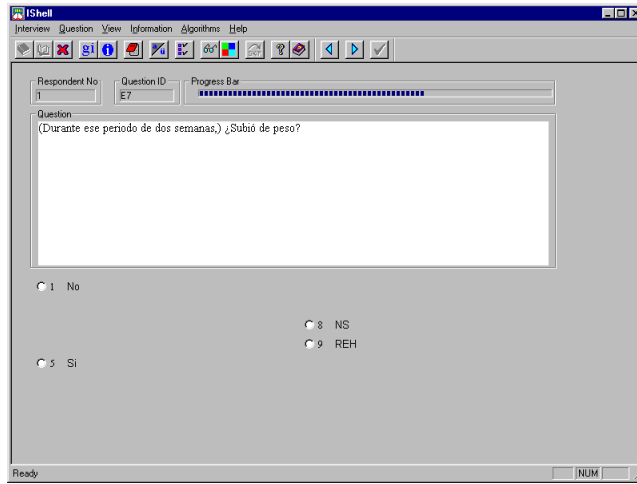 IShell
Interview Question View Information Algorithms Help
gi
Respondent No
Question ID
Progress Bar
1
E7
Question
(Durante ese periodo de dos semanas,) ¿Subió de peso?
1 No
8 NS
9 REH
5 Si
Ready
NUM